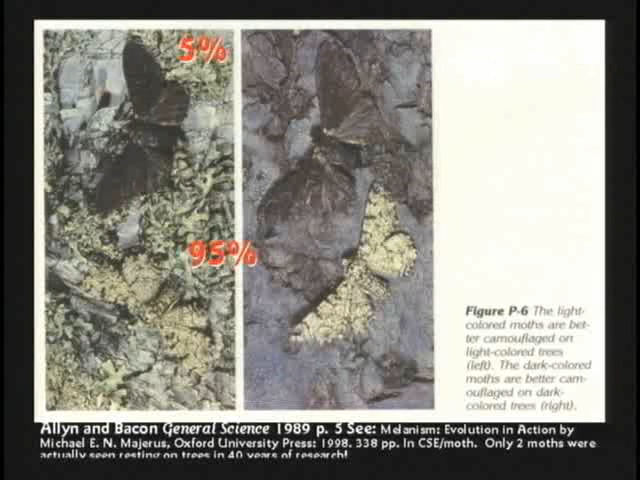 5%
95%
Figure P-6 The light-
colored moths are bet-
ter camouflaged on
light-colored trees
(left). The dark-colored
moths are better cam-
ouflaged on dark-
colored trees (right).
Allyn and Bacon General Science 1989 p. 5 See: Melanism: Evolution in Action by
Michael E. N. Majerus, Oxford University Press: 1998. 338 pp. In CSE/moth. Only 2 moths were
actually seen resting on trees in 40 years of research!